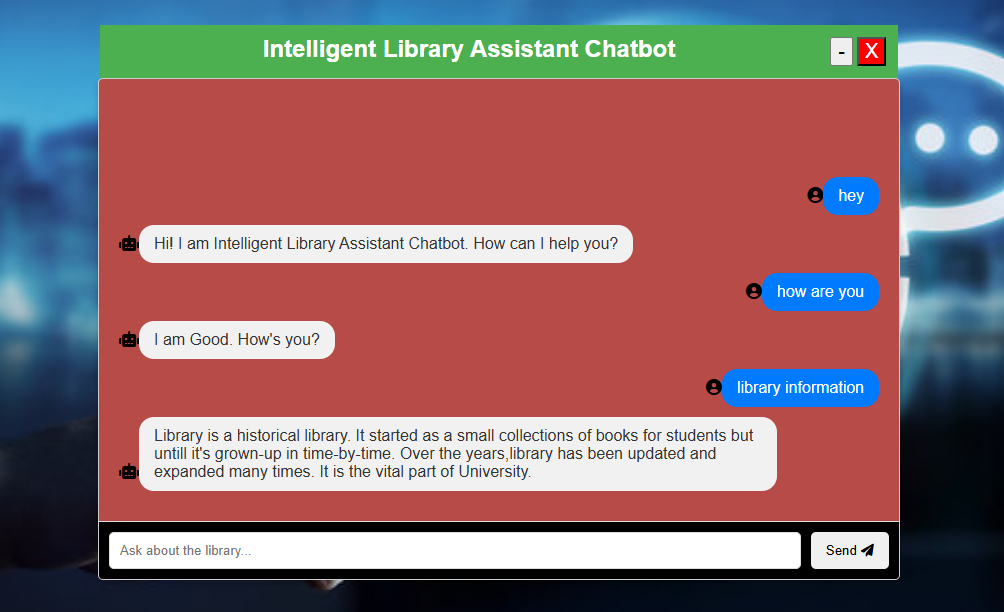 Intelligent Library Assistant Chatbot
- X
hey
Hi! I am Intelligent Library Assistant Chatbot. How can I help you?
how are you
I am Good. How's you?
library information
Library is a historical library. It started as a small collections of books for students but
untill it's grown-up in time-by-time. Over the years,library has been updated and
expanded many times. It is the vital part of University.
Ask about the library...
Send